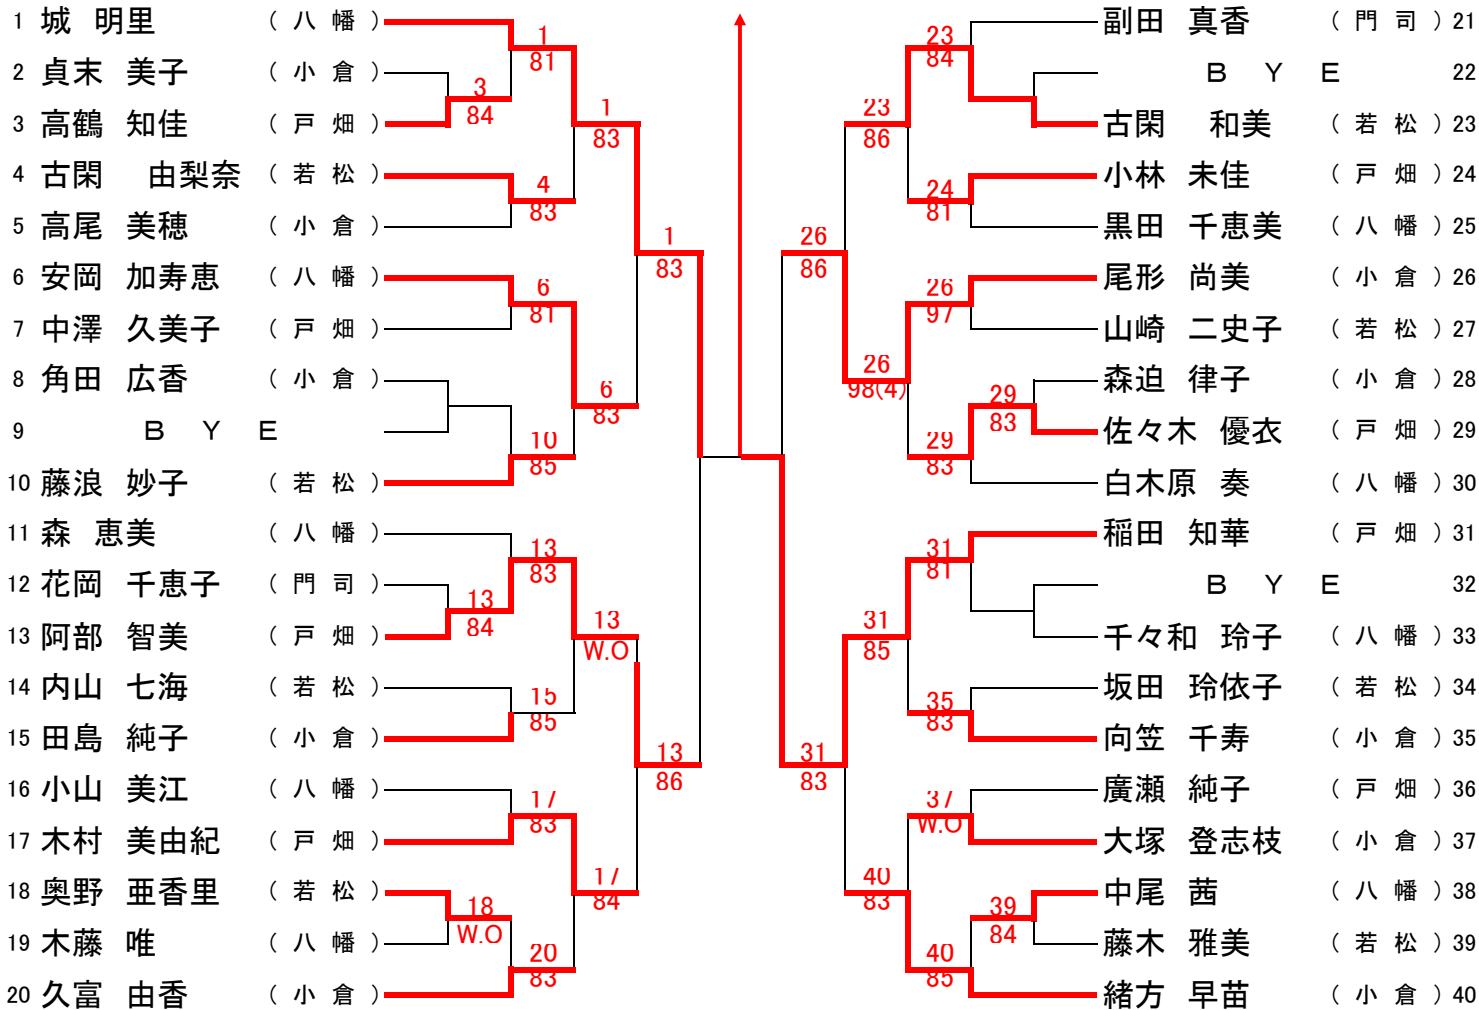 1 城 明里 ( 八 幡 )
2 貞末 美子 ( 小 倉 )
3 高鶴 知佳 ( 戸 畑 )
4 古閑 由梨奈 ( 若 松 )
5 高尾 美穂 ( 小 倉 )
6 安岡 加寿恵 ( 八 幡 )
7 中澤 久美子 ( 戸 畑 )
8 角田 広香 ( 小 倉 )
9 B Y E
10 藤浪 妙子 ( 若 松 )
11 森 恵美 ( 八 幡 )
12 花岡 千恵子 ( 門 司 )
13 阿部 智美 ( 戸 畑 )
14 内山 七海 ( 若 松 )
15 田島 純子 ( 小 倉 )
16 小山 美江 ( 八 幡 )
17 木村 美由紀 ( 戸 畑 )
18 奥野 亜香里 ( 若 松 )
19 木藤 唯 ( 八 幡 )
20 久富 由香 ( 小 倉 )
3
84
13
84
18
W.O
1
81
4
83
6
81
10
85
13
83
15
85
17
83
20
83
1
83
6
83
13
W.O
17
84
1
83
13
86
26
86
31
83
23
86
26
98(4)
31
85
40
83
23
84
24
81
26
97
29
83
31
81
35
83
37
W.O
40
85
29
83
39
84
副田 真香 ( 門 司 ) 21
B Y E 22
古閑 和美 ( 若 松 ) 23
小林 未佳 ( 戸 畑 ) 24
黒田 千恵美 ( 八 幡 ) 25
尾形 尚美 ( 小 倉 ) 26
山崎 二史子 ( 若 松 ) 27
森迫 律子 ( 小 倉 ) 28
佐々木 優衣 ( 戸 畑 ) 29
白木原 奏 ( 八 幡 ) 30
稲田 知華 ( 戸 畑 ) 31
B Y E 32
千々和 玲子 ( 八 幡 ) 33
坂田 玲依子 ( 若 松 ) 34
向笠 千寿 ( 小 倉 ) 35
廣瀬 純子 ( 戸 畑 ) 36
大塚 登志枝 ( 小 倉 ) 37
中尾 茜 ( 八 幡 ) 38
藤木 雅美 ( 若 松 ) 39
緒方 早苗 ( 小 倉 ) 40